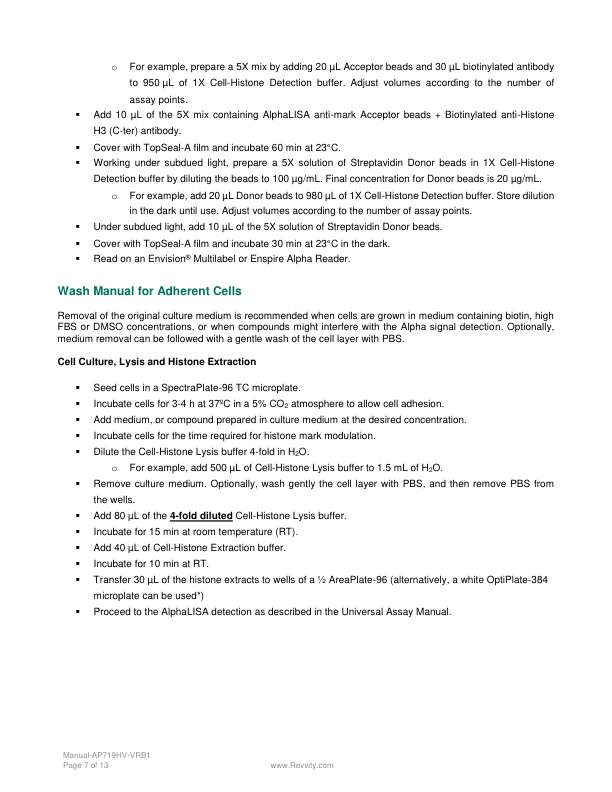 o For example, prepare a 5X mix by adding 20 µL Acceptor beads and 30 µL biotinylated antibody
to 950 µL of 1X Cell-Histone Detection buffer. Adjust volumes according to the number of
assay points.
▪ Add 10 µL of the 5X mix containing AlphaLISA anti-mark Acceptor beads + Biotinylated anti-Histone
H3 (C-ter) antibody.
▪ Cover with TopSeal-A film and incubate 60 min at 23°C.
▪ Working under subdued light, prepare a 5X solution of Streptavidin Donor beads in 1X Cell-Histone
Detection buffer by diluting the beads to 100 µg/mL. Final concentration for Donor beads is 20 µg/mL.
o For example, add 20 µL Donor beads to 980 µL of 1X Cell-Histone Detection buffer. Store dilution
in the dark until use. Adjust volumes according to the number of assay points.
▪ Under subdued light, add 10 µL of the 5X solution of Streptavidin Donor beads.
▪ Cover with TopSeal-A film and incubate 30 min at 23°C in the dark.
▪ Read on an Envision® Multilabel or Enspire Alpha Reader.
Wash Manual for Adherent Cells
Removal of the original culture medium is recommended when cells are grown in medium containing biotin, high
FBS or DMSO concentrations, or when compounds might interfere with the Alpha signal detection. Optionally,
medium removal can be followed with a gentle wash of the cell layer with PBS.
Cell Culture, Lysis and Histone Extraction
▪ Seed cells in a SpectraPlate-96 TC microplate.
▪ Incubate cells for 3-4 h at 37ºC in a 5% CO₂ atmosphere to allow cell adhesion.
▪ Add medium, or compound prepared in culture medium at the desired concentration.
▪ Incubate cells for the time required for histone mark modulation.
▪ Dilute the Cell-Histone Lysis buffer 4-fold in H₂O.
o For example, add 500 µL of Cell-Histone Lysis buffer to 1.5 mL of H₂O.
▪ Remove culture medium. Optionally, wash gently the cell layer with PBS, and then remove PBS from
the wells.
▪ Add 80 µL of the 4-fold diluted Cell-Histone Lysis buffer.
▪ Incubate for 15 min at room temperature (RT).
▪ Add 40 µL of Cell-Histone Extraction buffer.
▪ Incubate for 10 min at RT.
▪ Transfer 30 µL of the histone extracts to wells of a ½ AreaPlate-96 (alternatively, a white OptiPlate-384
microplate can be used*)
▪ Proceed to the AlphaLISA detection as described in the Universal Assay Manual.
Manual-AP719HV-VRB1
Page 7 of 13 www.Revvity.com